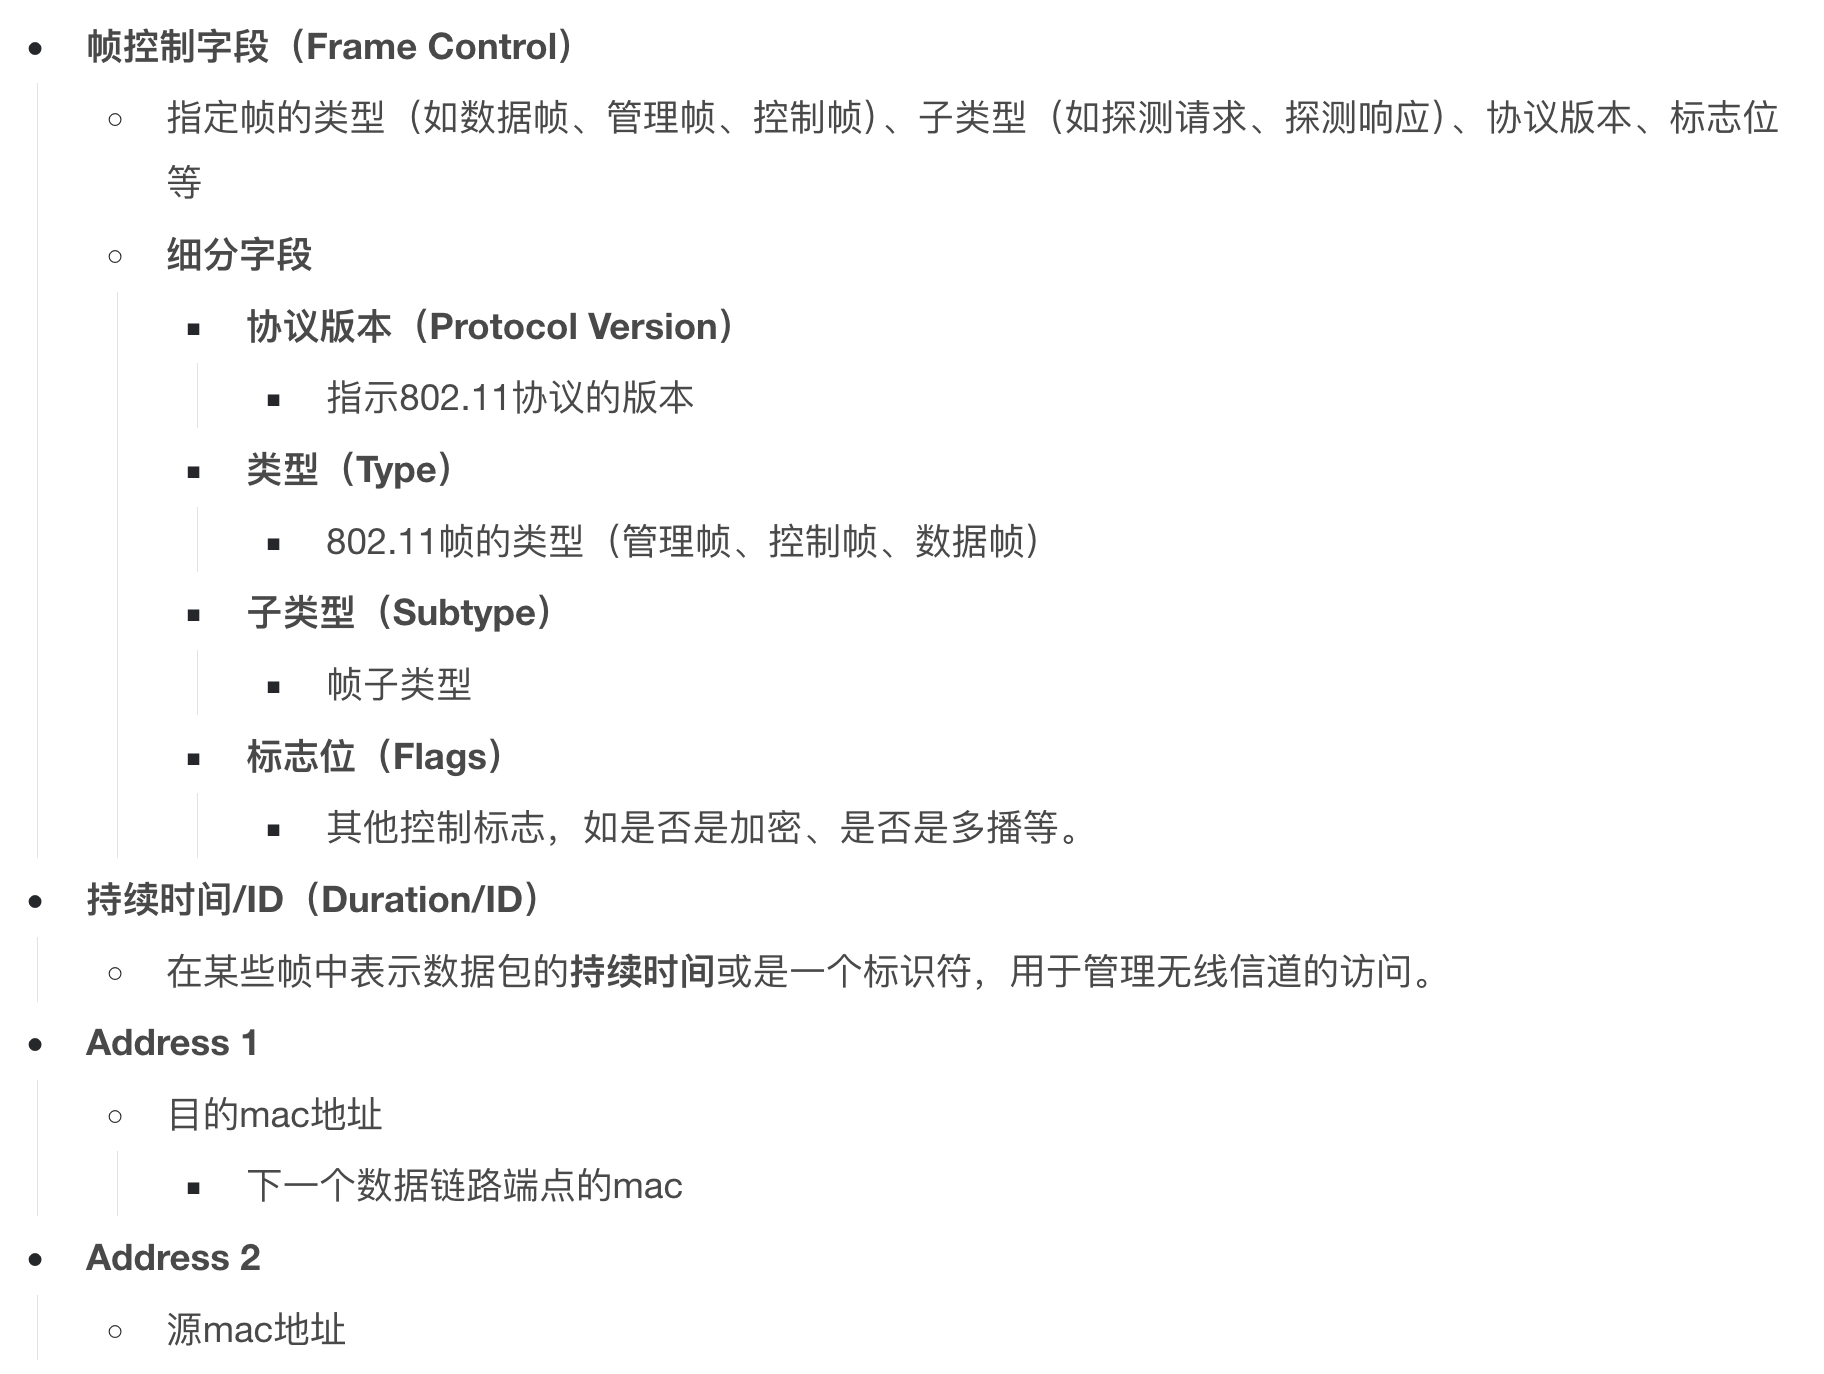 帧控制字段（Frame Control）
指定帧的类型（如数据帧、管理帧、控制帧）、子类型（如探测请求、探测响应）、协议版本、标志位
等
细分字段
协议版本（Protocol Version）
指示802.11协议的版本
类型（Type）
802.11帧的类型（管理帧、控制帧、数据帧）
子类型（Subtype）
帧子类型
标志位（Flags）
其他控制标志，如是否是加密、是否是多播等。
持续时间/ID（Duration/ID）
在某些帧中表示数据包的持续时间或是一个标识符，用于管理无线信道的访问。
Address 1
目的mac地址
下一个数据链路端点的mac
Address 2
源mac地址